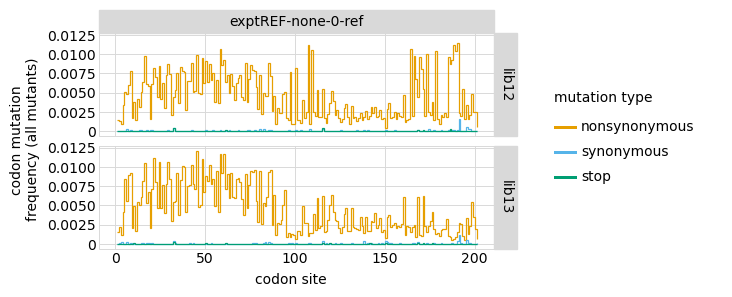 exptREF-none-0-ref
0.0125
0.0100
0.0075
0.0050
0.0025
0
lib12
0.0125
0.0100
0.0075
0.0050
0.0025
0
lib13
0
50
100
150
200
codon site
codon mutation
frequency (all mutants)
mutation type
nonsynonymous
synonymous
stop